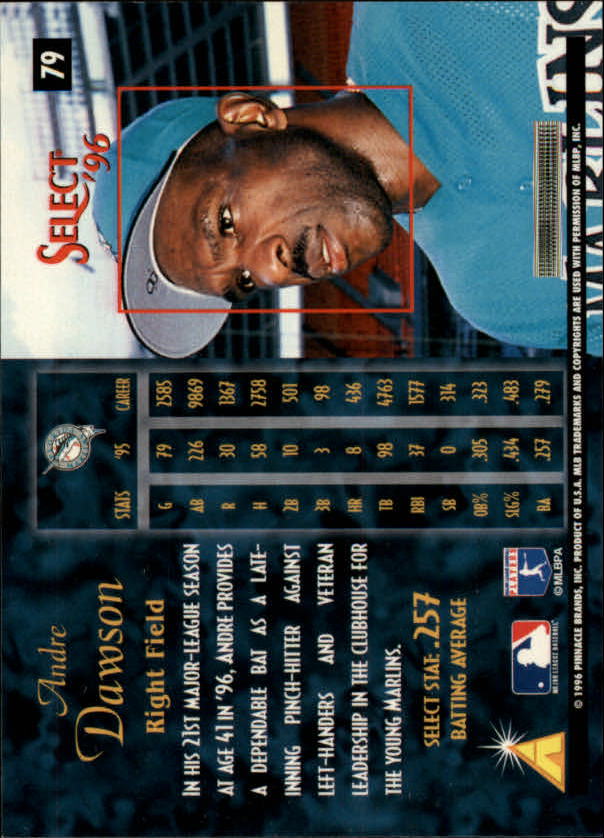 Andre
Dawson
Right Field
IN HIS 21ST MAJOR-LEAGUE SEASON
AT AGE 41 IN '96, ANDRE PROVIDES
A DEPENDABLE BAT AS A LATE-
INNING PINCH-HITTER AGAINST
LEFT-HANDERS AND VETERAN
LEADERSHIP IN THE CLUBHOUSE FOR
THE YOUNG MARLINS.
SELECT STAT: .257
BATTING AVERAGE
STATS '95 CAREER
G 79 2585
AB 226 9869
R 30 1367
H 58 2758
2B 10 501
3B 3 98
HR 8 436
TB 98 4763
RBI 37 1577
SB 0 314
OB% .305 .323
SLG% .434 .483
BA .257 .279
SELECT '96
79
MAJOR LEAGUE BASEBALL
PLAYERS
© MLBPA
© 1996 PINNACLE BRANDS, INC. PRODUCT OF U.S.A. MLB TRADEMARKS AND COPYRIGHTS ARE USED WITH PERMISSION OF MLBP, INC.